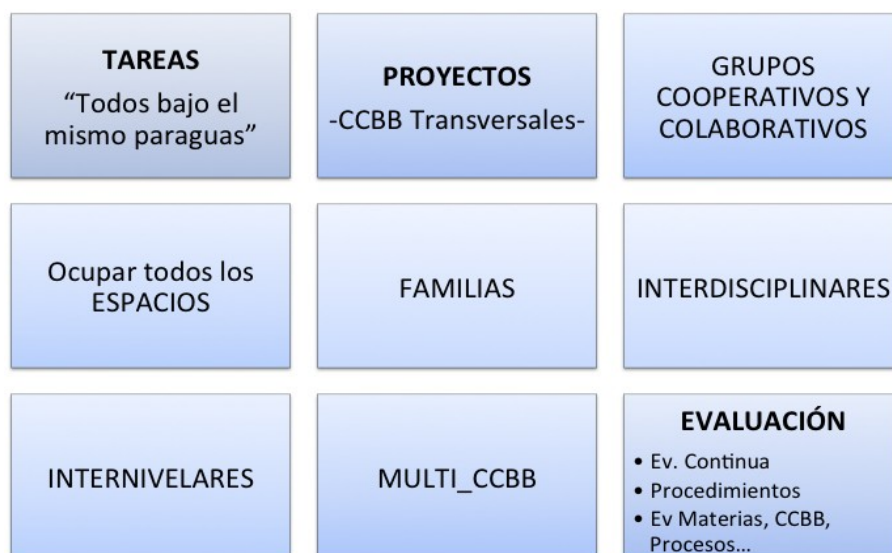 TAREAS
“Todos bajo el
mismo paraguas”
PROYECTOS
-CCBB Transversales-
GRUPOS
COOPERATIVOS Y
COLABORATIVOS
Ocupar todos los
ESPACIOS
FAMILIAS
INTERDISCIPLINARES
INTERNIVELARES
MULTI_CCBB
EVALUACIÓN
• Ev. Continua
• Procedimientos
• Ev Materias, CCBB,
Procesos...